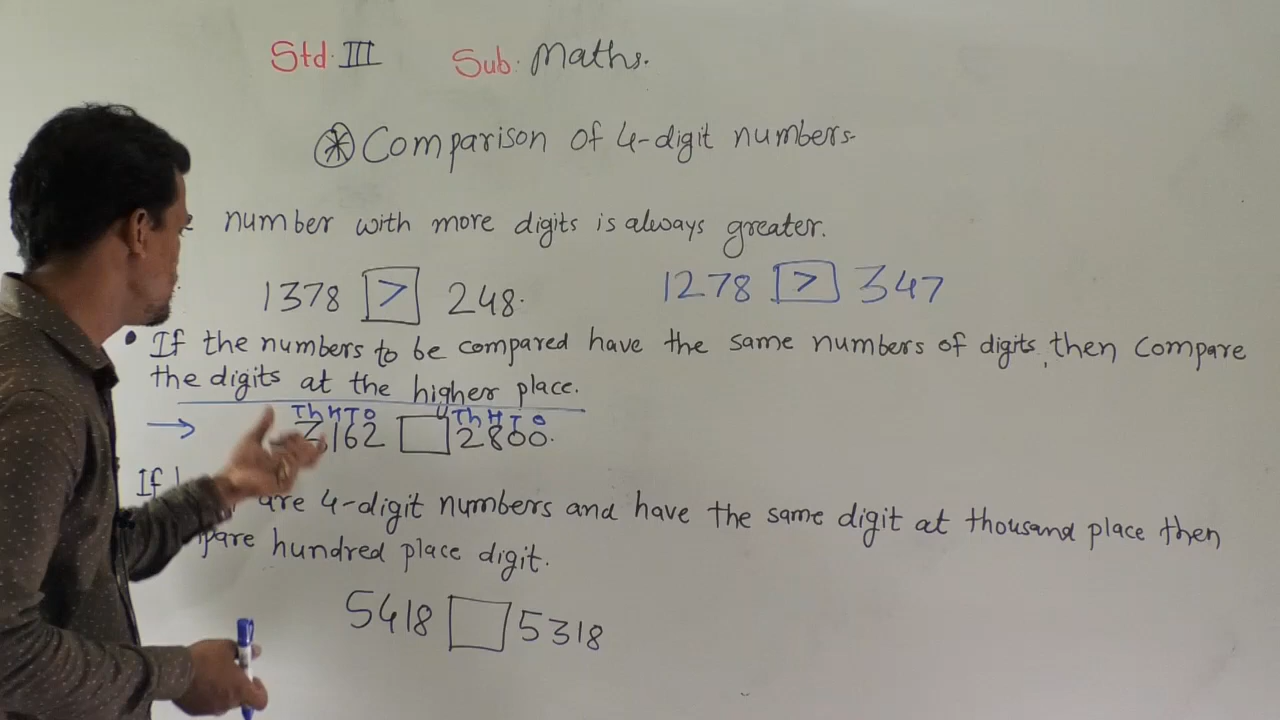 Std. III Sub. Maths.
* Comparison of 4-digit numbers.
number with more digits is always greater.
1378 > 248. 1278 > 347
• If the numbers to be compared have the same numbers of digits, then compare
the digits at the higher place.
Th H T O Th H T O
→ 7162 □ 2800.
If
are 4-digit numbers and have the same digit at thousand place then
hundred place digit.
5418 □ 5318